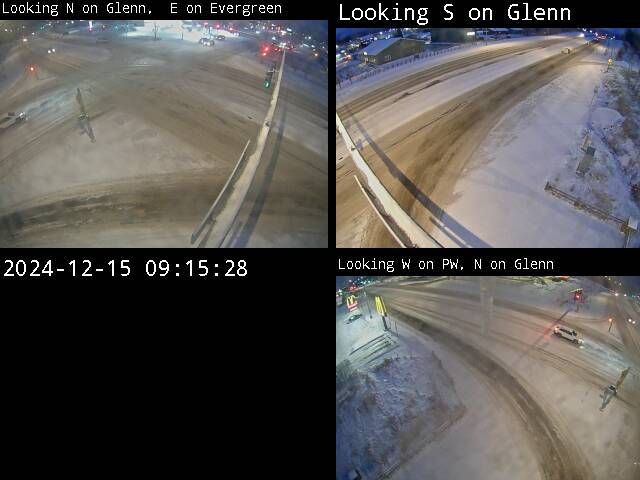 Looking N on Glenn,  E on Evergreen
Looking S on Glenn
2024-12-15 09:15:28
Looking W on PW, N on Glenn